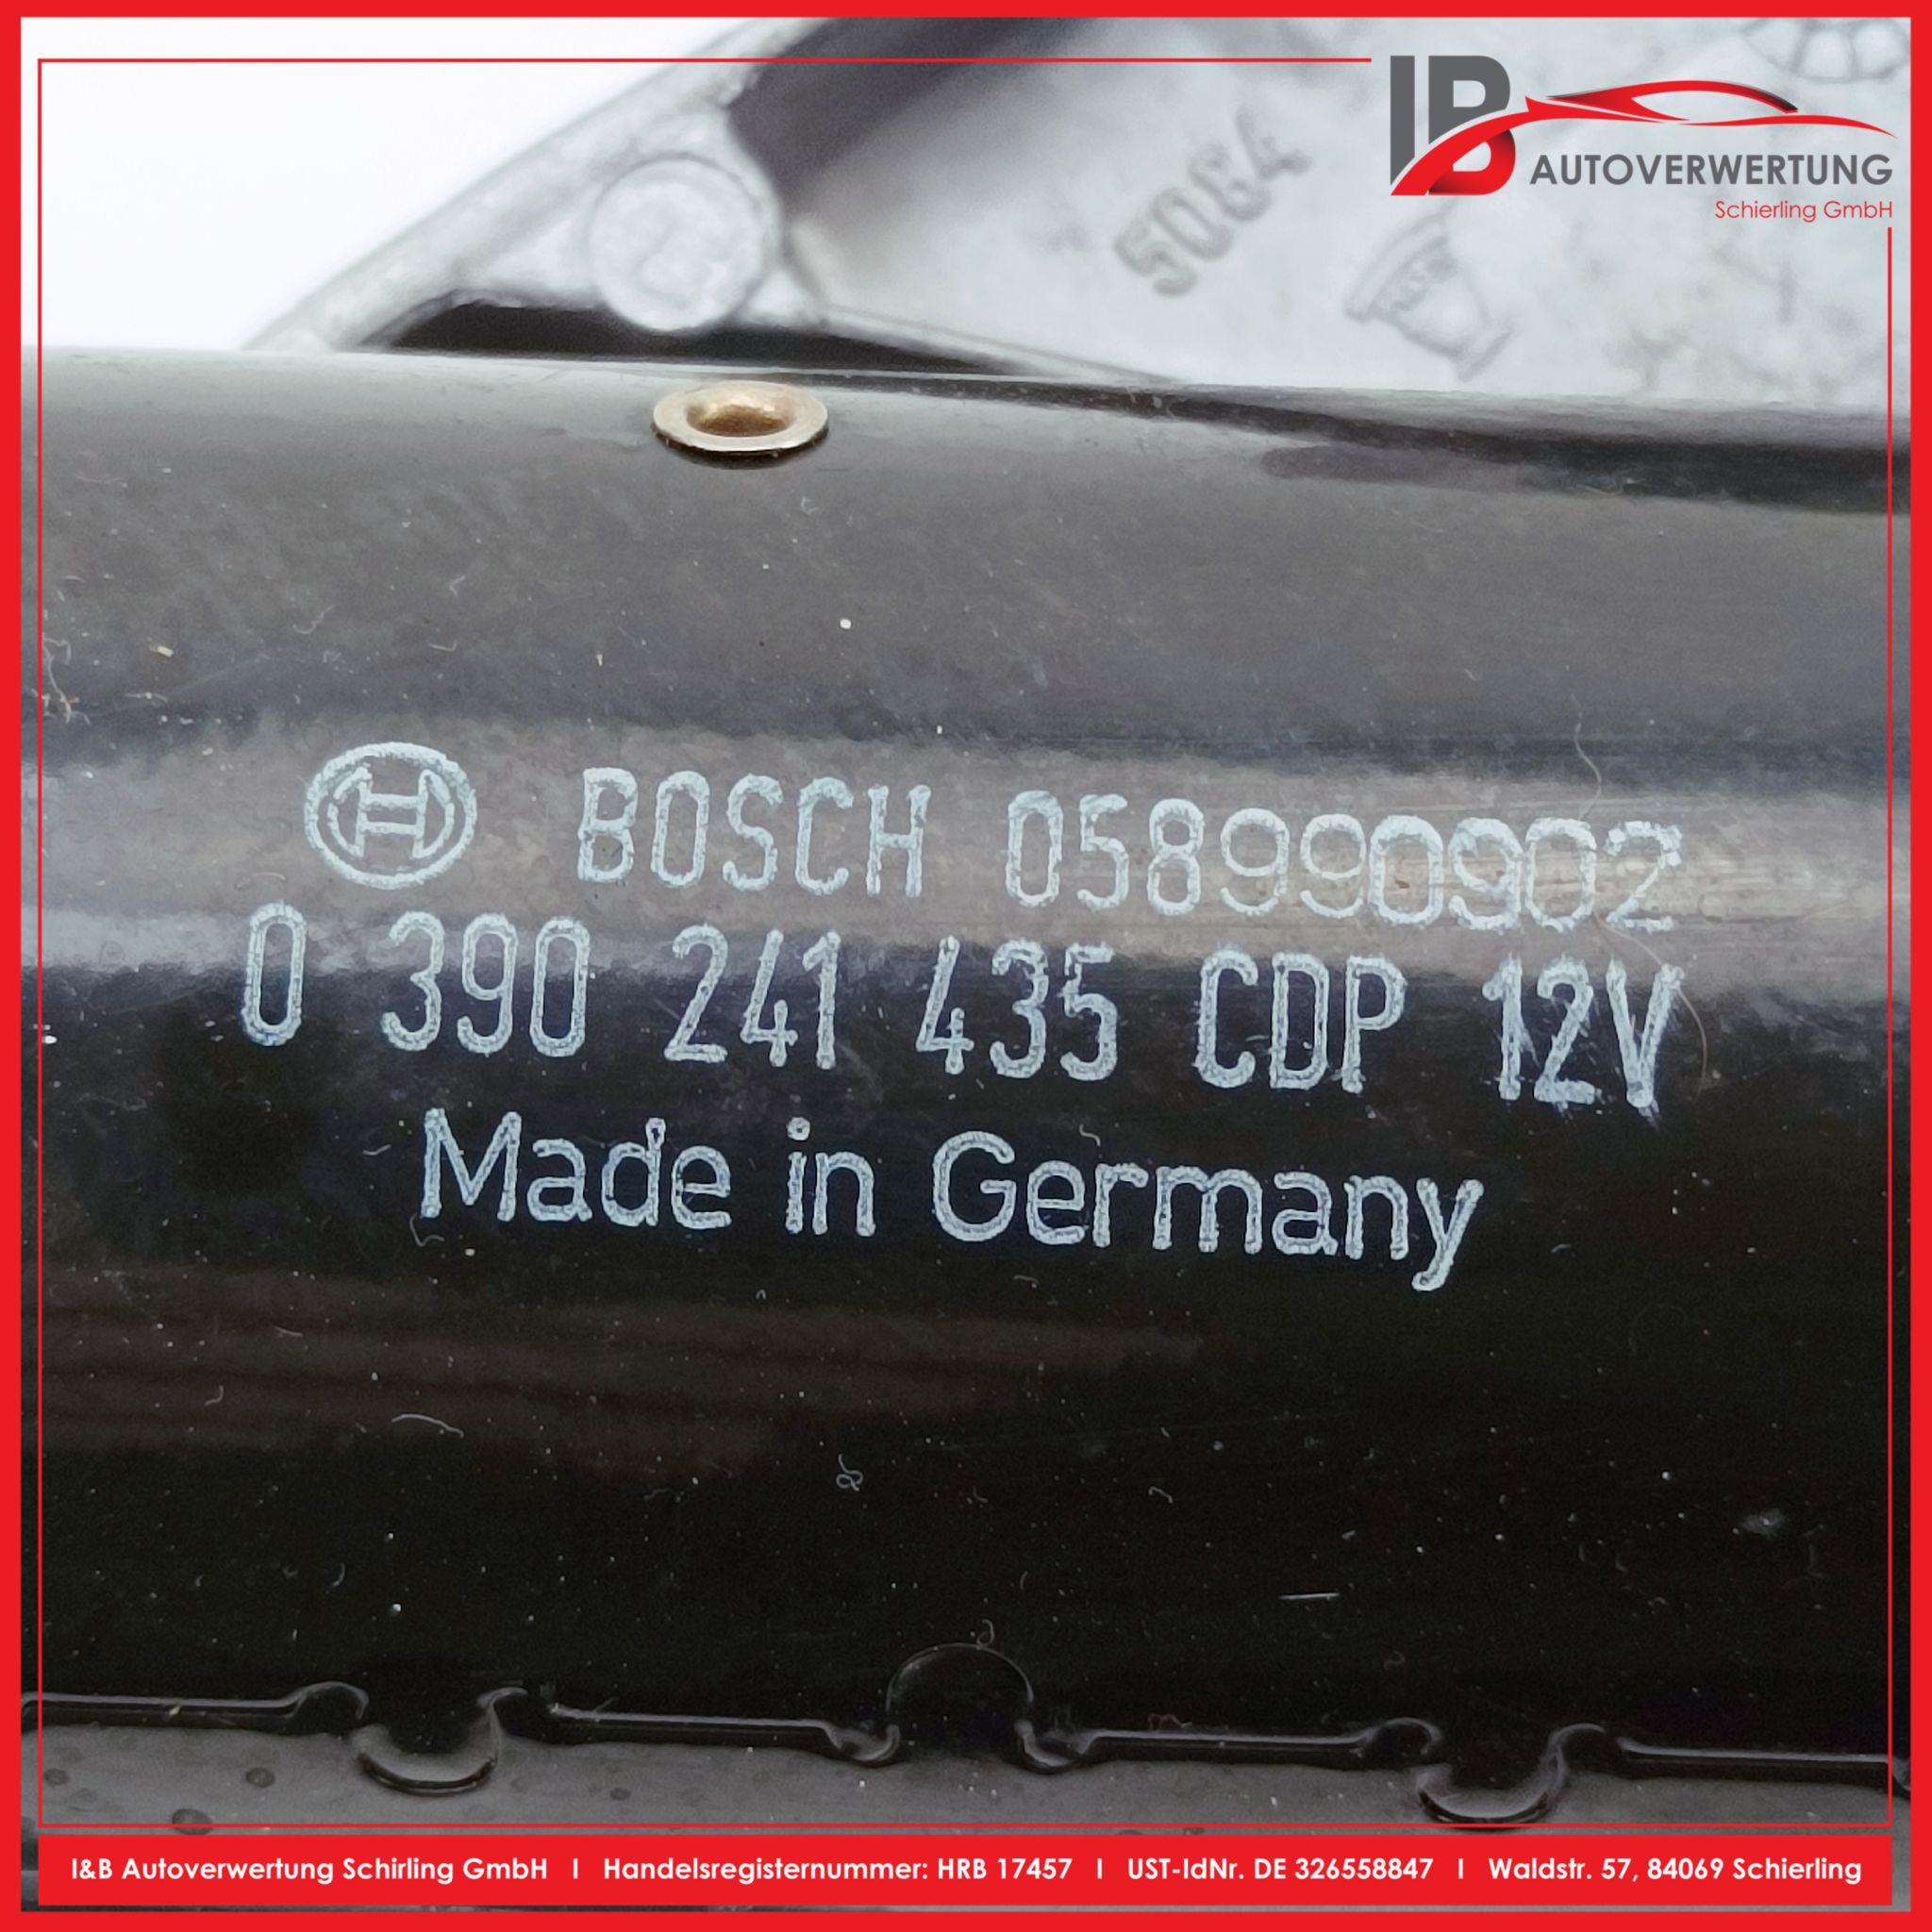 IB
AUTOVERWERTUNG
Schierling GmbH
5084
BOSCH 058990902
0 390 241 435 CDP 12V
Made in Germany
I&B Autoverwertung Schirling GmbH I Handelsregisternummer: HRB 17457 I UST-IdNr. DE 326558847 I Waldstr. 57, 84069 Schierling